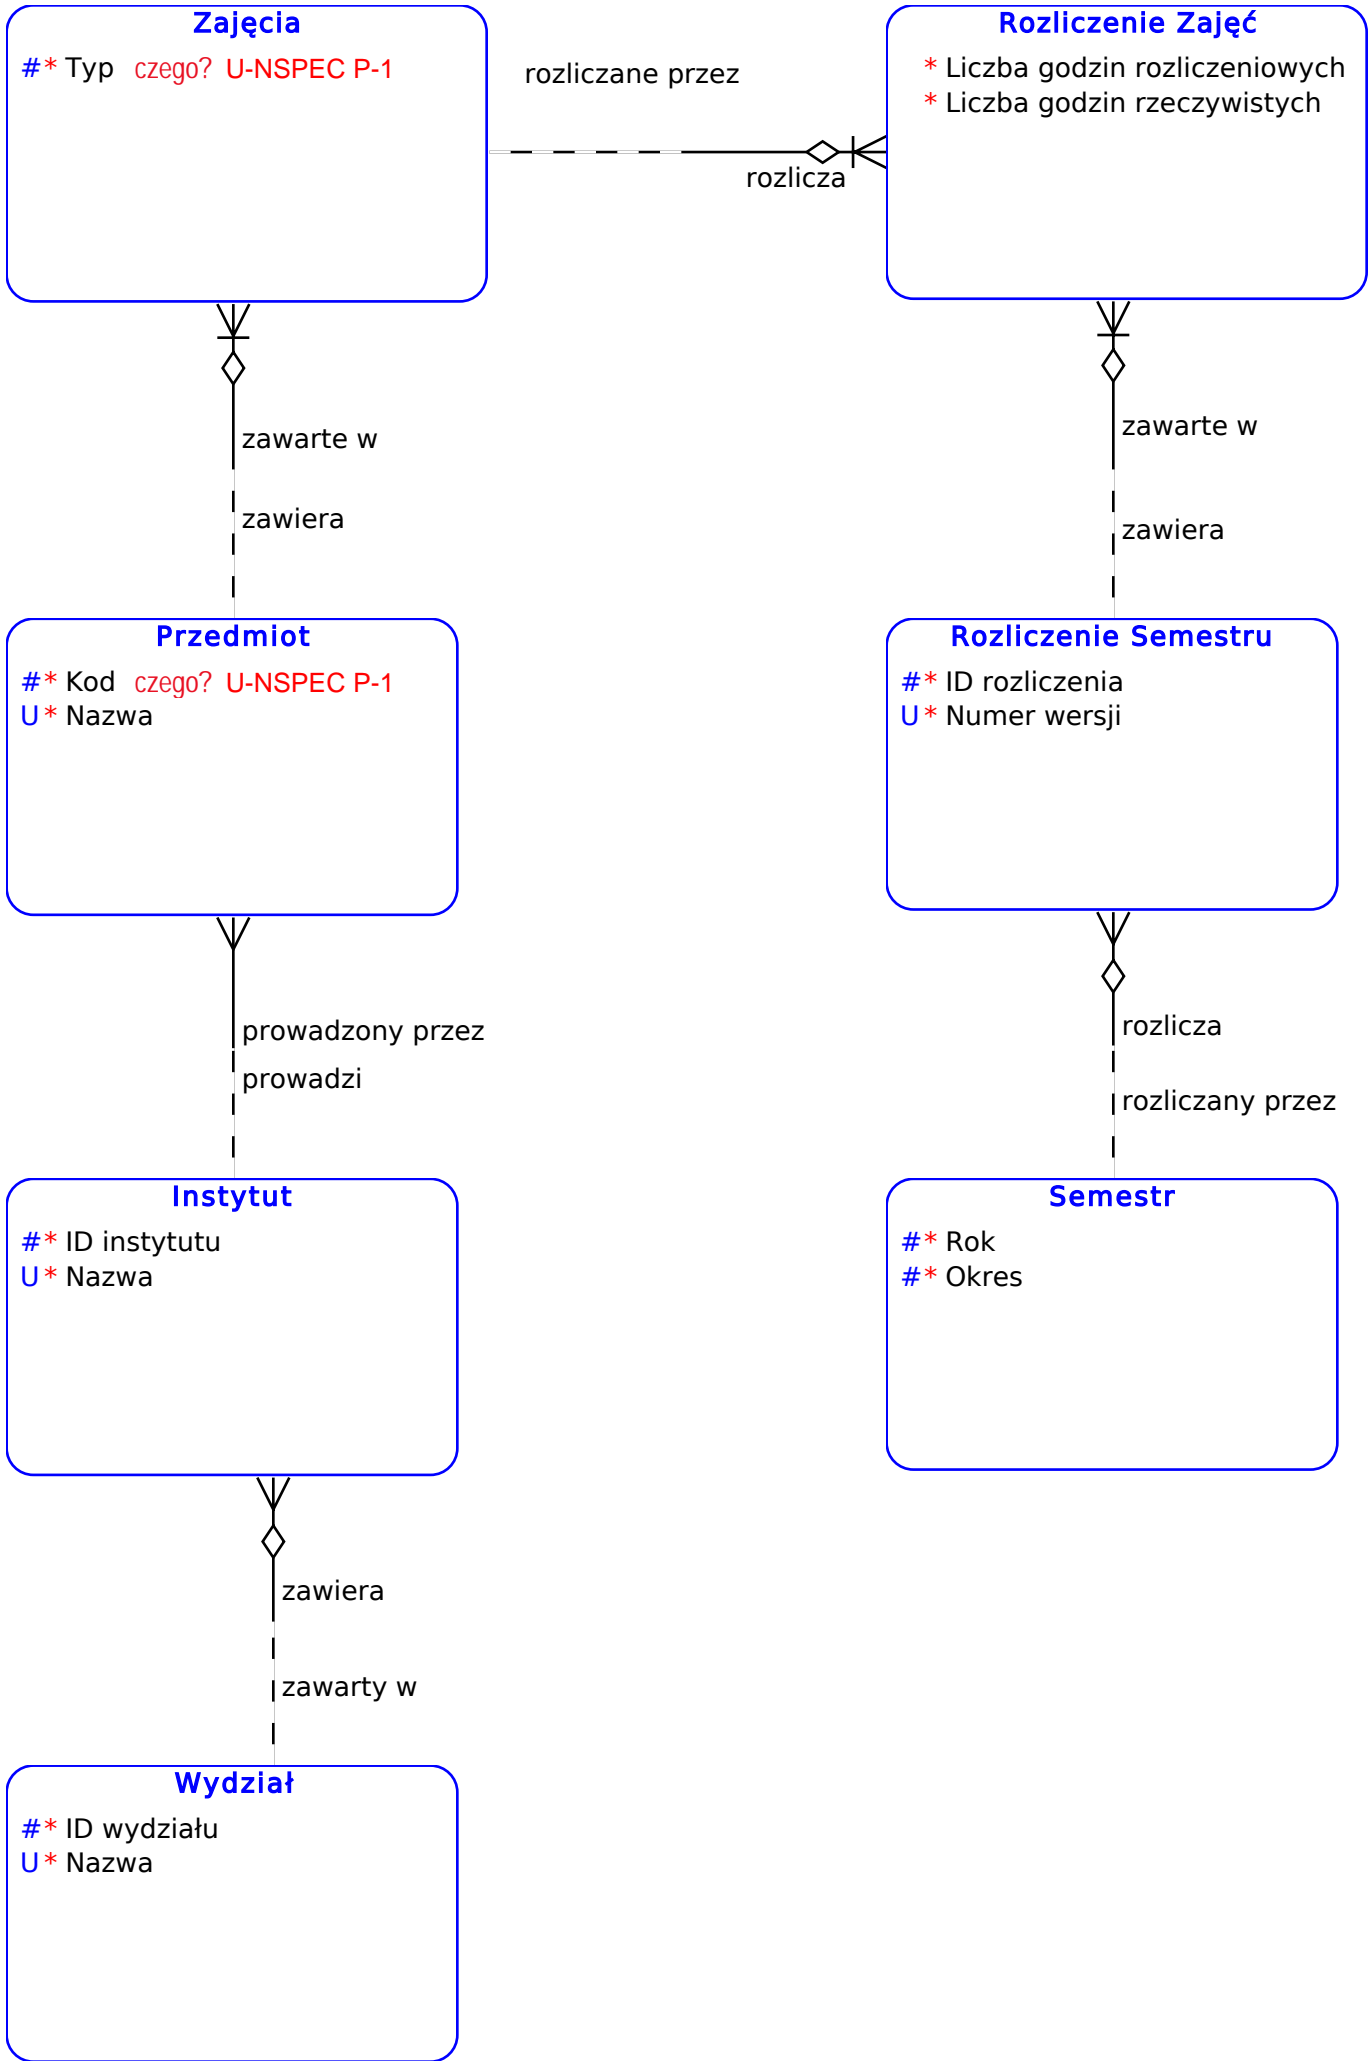 Zajęcia
#* Typ czego? U-NSPEC P-1
rozliczane przez
rozlicza
Rozliczenie Zajęć
* Liczba godzin rozliczeniowych
* Liczba godzin rzeczywistych
zawarte w
zawiera
zawarte w
zawiera
Przedmiot
#* Kod czego? U-NSPEC P-1
U* Nazwa
Rozliczenie Semestru
#* ID rozliczenia
U* Numer wersji
prowadzony przez
prowadzi
rozlicza
rozliczany przez
Instytut
#* ID instytutu
U* Nazwa
Semestr
#* Rok
#* Okres
zawiera
zawarty w
Wydział
#* ID wydziału
U* Nazwa